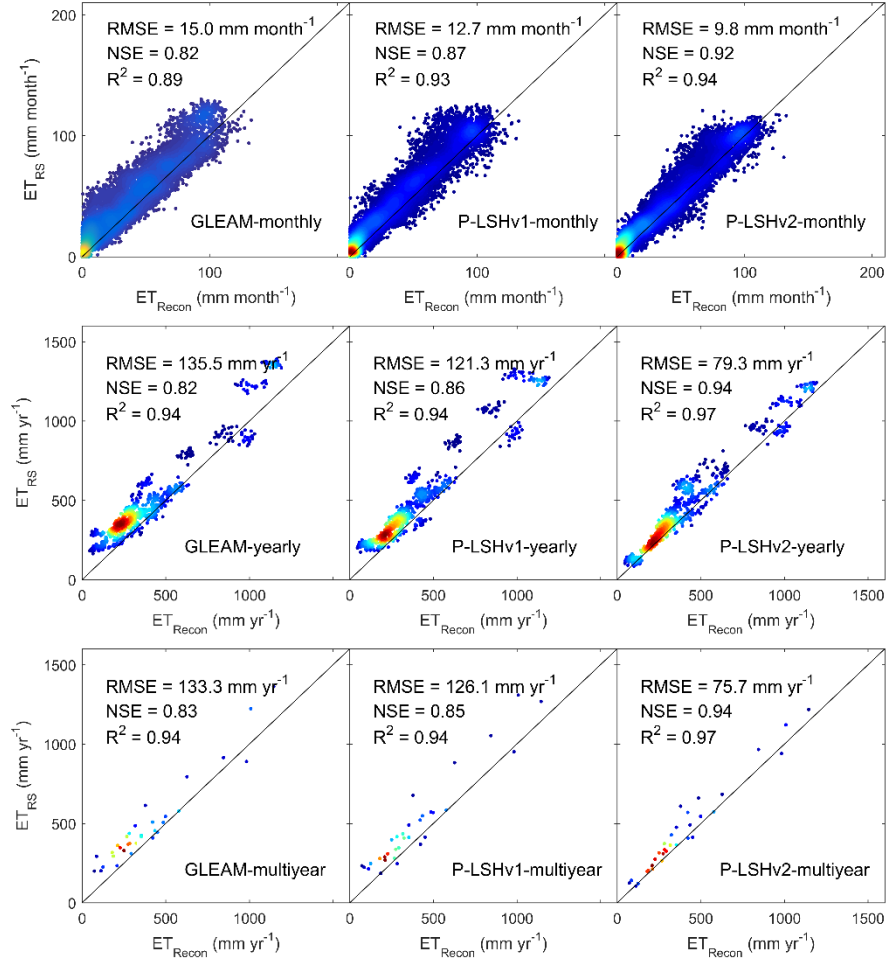 200
100
0
ET_RS (mm month^-1)
RMSE = 15.0 mm month^-1
NSE = 0.82
R^2 = 0.89
GLEAM-monthly
0 100
ET_Recon (mm month^-1)
RMSE = 12.7 mm month^-1
NSE = 0.87
R^2 = 0.93
P-LSHv1-monthly
0 100
ET_Recon (mm month^-1)
RMSE = 9.8 mm month^-1
NSE = 0.92
R^2 = 0.94
P-LSHv2-monthly
0 100 200
ET_Recon (mm month^-1)
1500
1000
500
0
ET_RS (mm yr^-1)
RMSE = 135.5 mm yr^-1
NSE = 0.82
R^2 = 0.94
GLEAM-yearly
0 500 1000
ET_Recon (mm yr^-1)
RMSE = 121.3 mm yr^-1
NSE = 0.86
R^2 = 0.94
P-LSHv1-yearly
0 500 1000
ET_Recon (mm yr^-1)
RMSE = 79.3 mm yr^-1
NSE = 0.94
R^2 = 0.97
P-LSHv2-yearly
0 500 1000 1500
ET_Recon (mm yr^-1)
1500
1000
500
0
ET_RS (mm yr^-1)
RMSE = 133.3 mm yr^-1
NSE = 0.83
R^2 = 0.94
GLEAM-multiyear
0 500 1000
ET_Recon (mm yr^-1)
RMSE = 126.1 mm yr^-1
NSE = 0.85
R^2 = 0.94
P-LSHv1-multiyear
0 500 1000
ET_Recon (mm yr^-1)
RMSE = 75.7 mm yr^-1
NSE = 0.94
R^2 = 0.97
P-LSHv2-multiyear
0 500 1000 1500
ET_Recon (mm yr^-1)